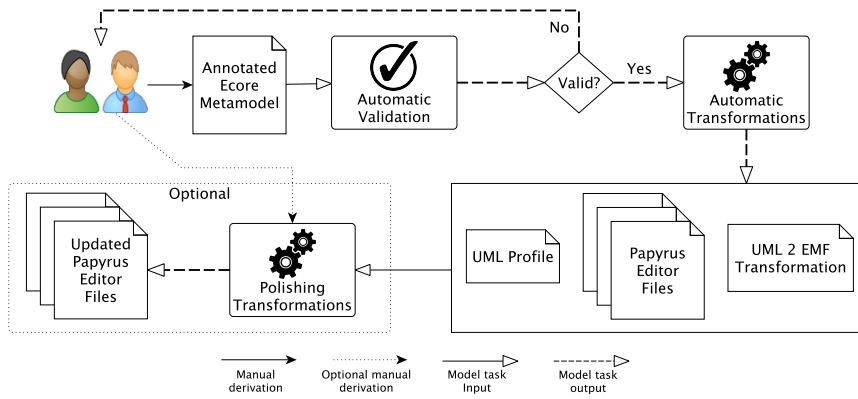 No
Annotated
Ecore
Metamodel
Automatic
Validation
Valid?
Yes
Automatic
Transformations
Optional
Updated
Papyrus
Editor
Files
Polishing
Transformations
UML Profile
Papyrus
Editor
Files
UML 2 EMF
Transformation
Manual
derivation
Optional manual
derivation
Model task
Input
Model task
output